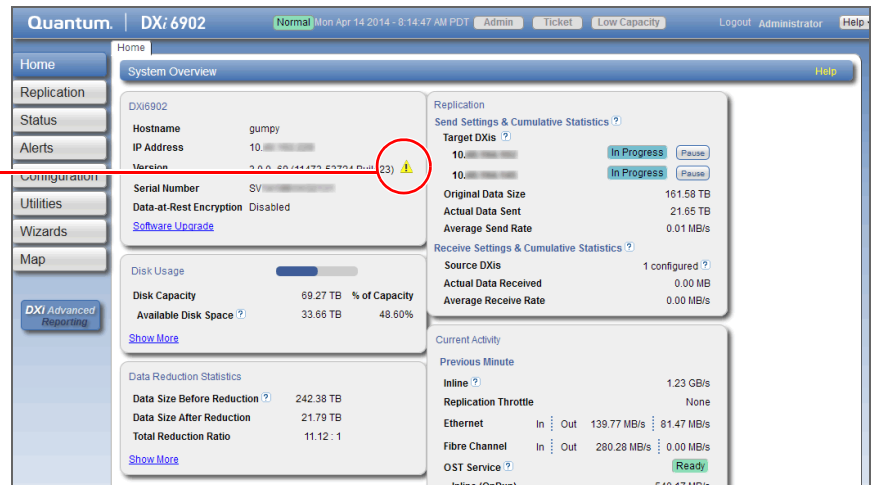 Quantum. DXi 6902 Normal Mon Apr 14 2014 - 8:14:47 AM PDT Admin Ticket Low Capacity Logout Administrator Help
Home
Home
System Overview Help
Replication
Status
Alerts
Configuration
Utilities
Wizards
Map
DXi Advanced
Reporting
DXi6902
Hostname gumpy
IP Address 10.
Version 23)
Serial Number SV
Data-at-Rest Encryption Disabled
Software Upgrade
Disk Usage
Disk Capacity 69.27 TB % of Capacity
Available Disk Space ? 33.66 TB 48.60%
Show More
Data Reduction Statistics
Data Size Before Reduction ? 242.38 TB
Data Size After Reduction 21.79 TB
Total Reduction Ratio 11.12 : 1
Show More
Replication
Send Settings & Cumulative Statistics ?
Target DXis ?
10. In Progress Pause
10. In Progress Pause
Original Data Size 161.58 TB
Actual Data Sent 21.65 TB
Average Send Rate 0.01 MB/s
Receive Settings & Cumulative Statistics ?
Source DXis 1 configured ?
Actual Data Received 0.00 MB
Average Receive Rate 0.00 MB/s
Current Activity
Previous Minute
Inline ? 1.23 GB/s
Replication Throttle None
Ethernet In Out 139.77 MB/s 81.47 MB/s
Fibre Channel In Out 280.28 MB/s 0.00 MB/s
OST Service ? Ready